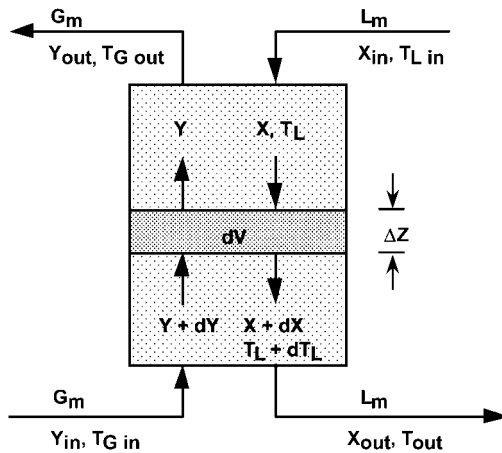 Gm Lm
Yout, TG out Xin, TL in
Y X, TL
dV ΔZ
Y + dY X + dX
TL + dTL
Gm Lm
Yin, TG in Xout, Tout